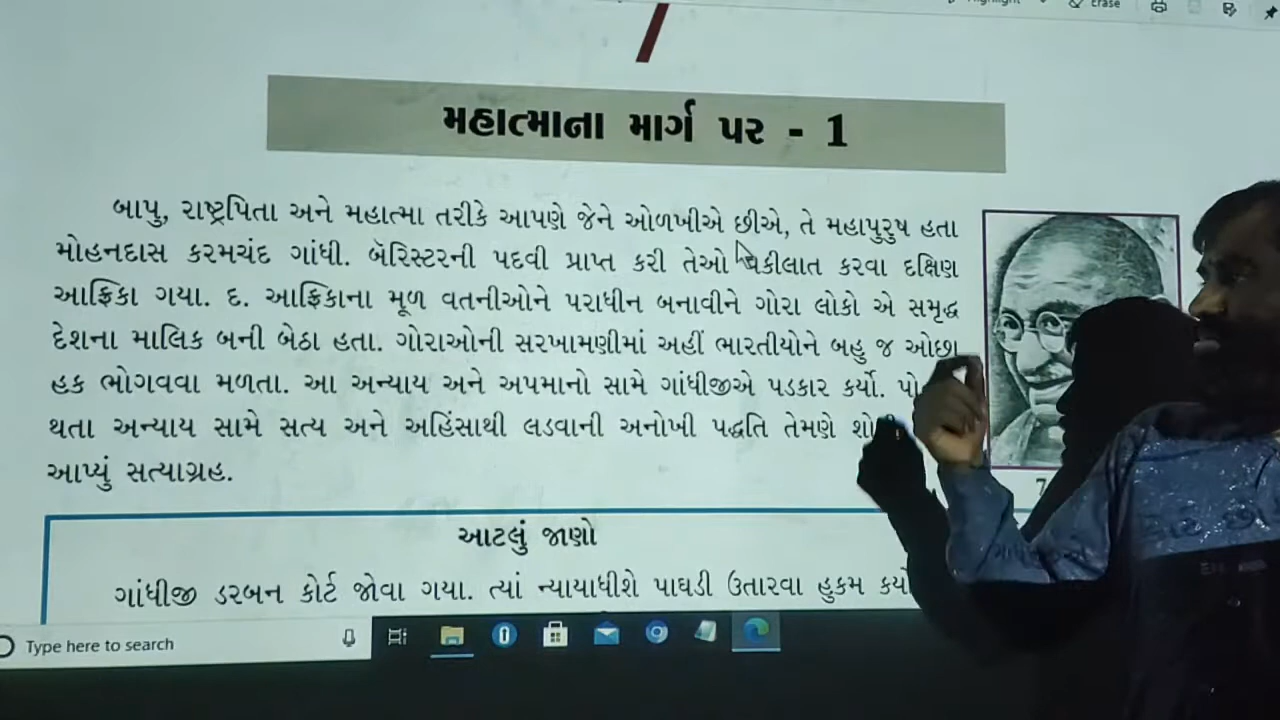 Erase
મહાત્માના માર્ગ પર - 1
બાપુ, રાષ્ટ્રપિતા અને મહાત્મા તરીકે આપણે જેને ઓળખીએ છીએ, તે મહાપુરુષ હતા
મોહનદાસ કરમચંદ ગાંધી. બૅરિસ્ટરની પદવી પ્રાપ્ત કરી તેઓ વકીલાત કરવા દક્ષિણ
આફ્રિકા ગયા. દ. આફ્રિકાના મૂળ વતનીઓને પરાધીન બનાવીને ગોરા લોકો એ સમૃદ્ધ
દેશના માલિક બની બેઠા હતા. ગોરાઓની સરખામણીમાં અહીં ભારતીયોને બહુ જ ઓછા
હક ભોગવવા મળતા. આ અન્યાય અને અપમાનો સામે ગાંધીજીએ પડકાર કર્યો.
થતા અન્યાય સામે સત્ય અને અહિંસાથી લડવાની અનોખી પદ્ધતિ તેમણે
આપ્યું સત્યાગ્રહ.
આટલું જાણો
ગાંધીજી ડરબન કોર્ટ જોવા ગયા. ત્યાં ન્યાયાધીશે પાઘડી ઉતારવા હુકમ
Type here to search